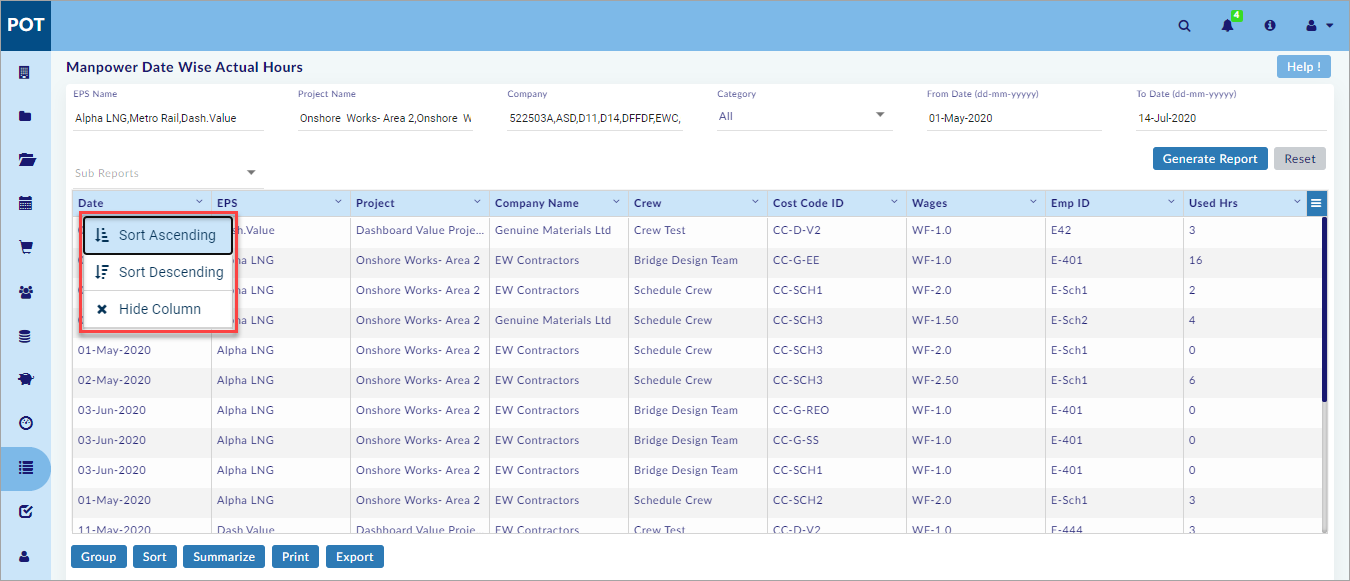 POT
4
Manpower Date Wise Actual Hours
Help !
EPS Name Project Name Company Category From Date (dd-mm-yyyyy) To Date (dd-mm-yyyyy)
Alpha LNG,Metro Rail,Dash.Value Onshore Works- Area 2,Onshore W 522503A,ASD,D11,D14,DFFDF,EWC, All 01-May-2020 14-Jul-2020
Sub Reports
Generate Report Reset
Date EPS Project Company Name Crew Cost Code ID Wages Emp ID Used Hrs
Sort Ascending
Sort Descending
Hide Column
sh.Value Dashboard Value Proje... Genuine Materials Ltd Crew Test CC-D-V2 WF-1.0 E42 3
a LNG Onshore Works- Area 2 EW Contractors Bridge Design Team CC-G-EE WF-1.0 E-401 16
a LNG Onshore Works- Area 2 EW Contractors Schedule Crew CC-SCH1 WF-2.0 E-Sch1 2
a LNG Onshore Works- Area 2 Genuine Materials Ltd Schedule Crew CC-SCH3 WF-1.50 E-Sch2 4
01-May-2020 Alpha LNG Onshore Works- Area 2 EW Contractors Schedule Crew CC-SCH3 WF-2.0 E-Sch1 0
02-May-2020 Alpha LNG Onshore Works- Area 2 EW Contractors Schedule Crew CC-SCH3 WF-2.50 E-Sch1 6
03-Jun-2020 Alpha LNG Onshore Works- Area 2 EW Contractors Bridge Design Team CC-G-REO WF-1.0 E-401 0
03-Jun-2020 Alpha LNG Onshore Works- Area 2 EW Contractors Bridge Design Team CC-G-SS WF-1.0 E-401 0
03-Jun-2020 Alpha LNG Onshore Works- Area 2 EW Contractors Bridge Design Team CC-SCH1 WF-1.0 E-401 0
01-May-2020 Alpha LNG Onshore Works- Area 2 EW Contractors Schedule Crew CC-SCH2 WF-2.0 E-Sch1 3
11-May-2020 Dash.Value Dashboard Value Proje... EW Contractors Crew Test CC-D-V2 WF-1.0 E-444 3
Group Sort Summarize Print Export